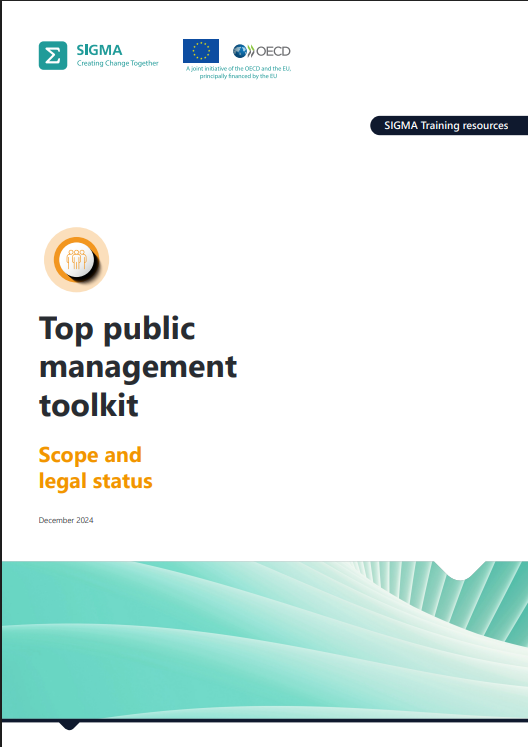 SIGMA
Creating Change Together
OECD
A joint initiative of the OECD and the EU,
principally financed by the EU
SIGMA Training resources
Top public
management
toolkit
Scope and
legal status
December 2024